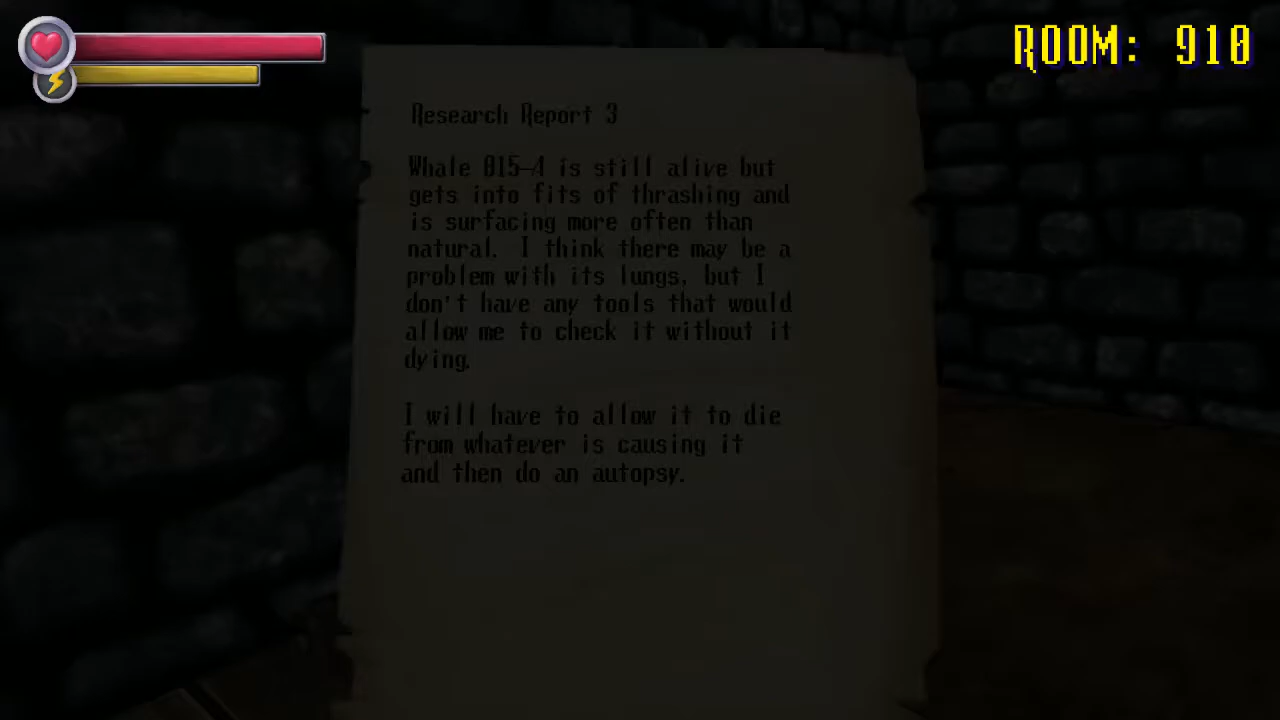 ROOM: 910
Research Report 3
Whale 015-4 is still alive but
gets into fits of thrashing and
is surfacing more often than
natural. I think there may be a
problem with its lungs, but I
don't have any tools that would
allow me to check it without it
dying.
I will have to allow it to die
from whatever is causing it
and then do an autopsy.